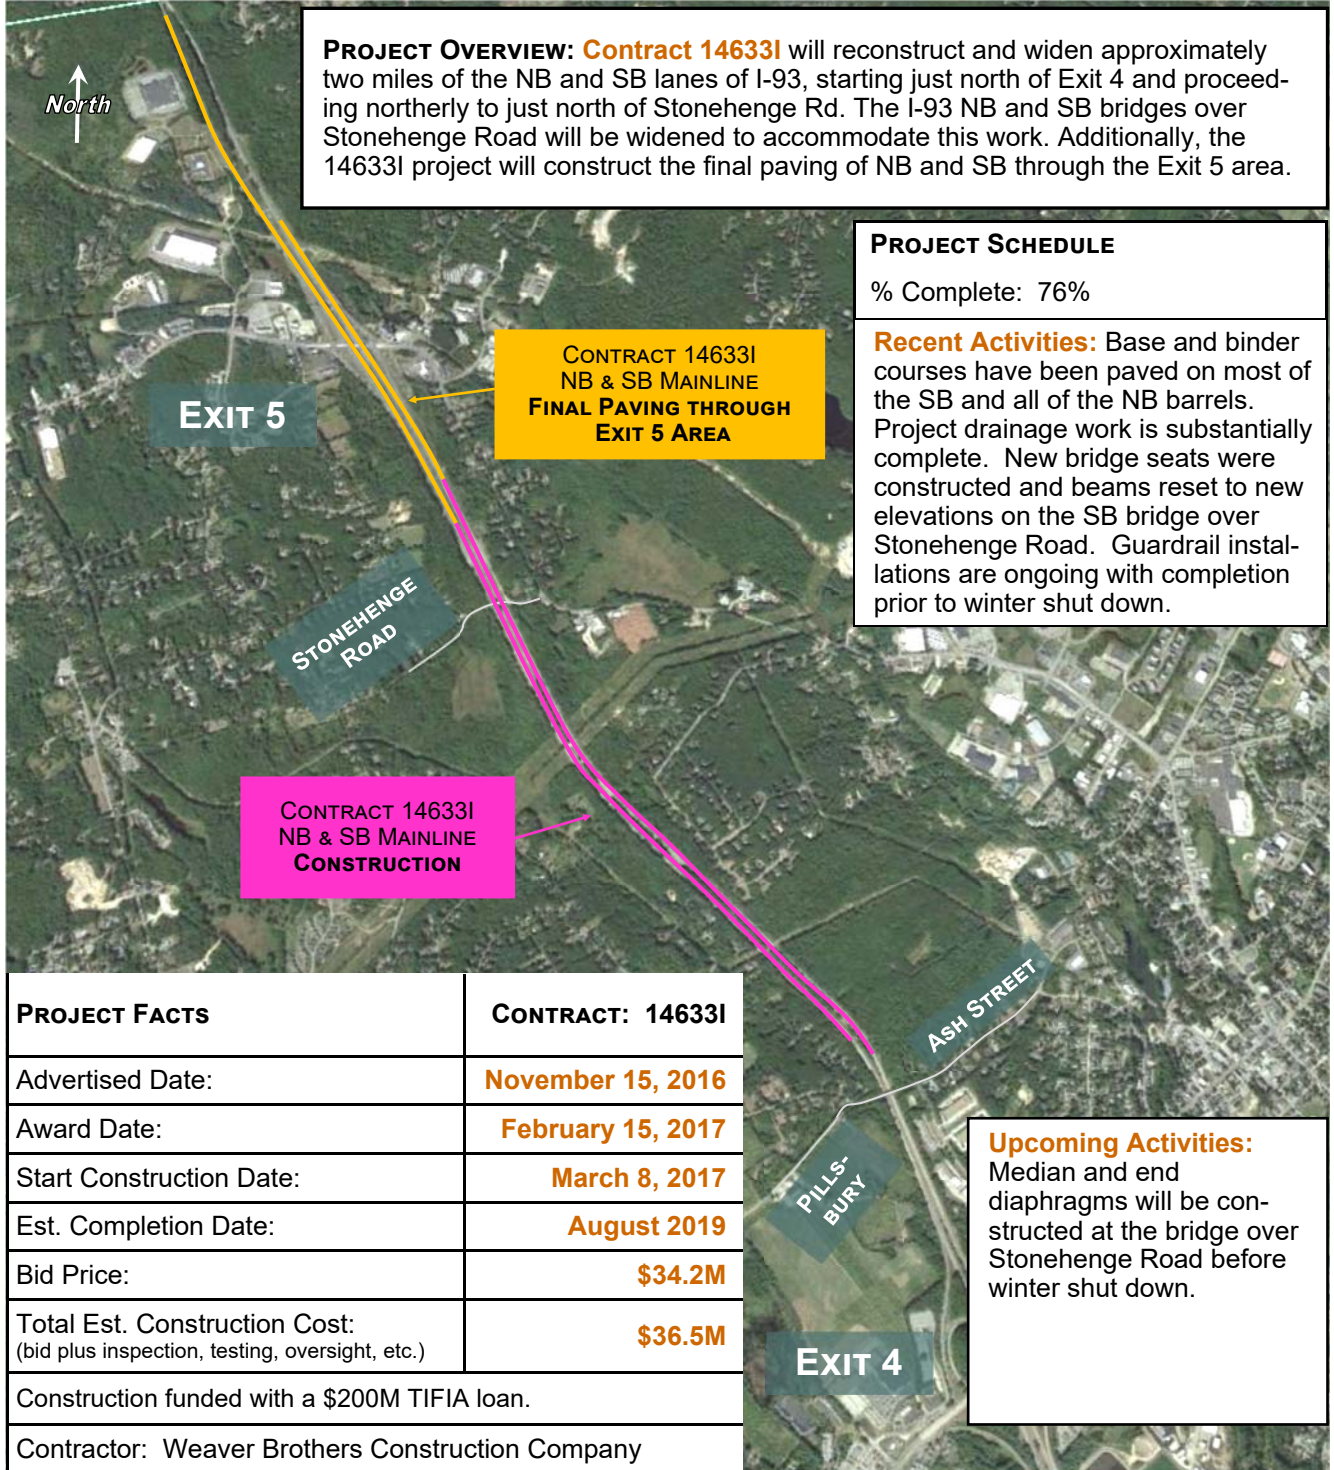 PROJECT OVERVIEW: Contract 14633I will reconstruct and widen approximately
two miles of the NB and SB lanes of I-93, starting just north of Exit 4 and proceed-
ing northerly to just north of Stonehenge Rd. The I-93 NB and SB bridges over
Stonehenge Road will be widened to accommodate this work. Additionally, the
14633I project will construct the final paving of NB and SB through the Exit 5 area.
North
PROJECT SCHEDULE
% Complete: 76%
Recent Activities: Base and binder
courses have been paved on most of
the SB and all of the NB barrels.
Project drainage work is substantially
complete. New bridge seats were
constructed and beams reset to new
elevations on the SB bridge over
Stonehenge Road. Guardrail instal-
lations are ongoing with completion
prior to winter shut down.
CONTRACT 14633I
NB & SB MAINLINE
FINAL PAVING THROUGH
EXIT 5 AREA
EXIT 5
STONEHENGE
ROAD
CONTRACT 14633I
NB & SB MAINLINE
CONSTRUCTION
ASH STREET
PILLS-
BURY
EXIT 4
PROJECT FACTS CONTRACT: 14633I
Advertised Date: November 15, 2016
Award Date: February 15, 2017
Start Construction Date: March 8, 2017
Est. Completion Date: August 2019
Bid Price: $34.2M
Total Est. Construction Cost: $36.5M
(bid plus inspection, testing, oversight, etc.)
Construction funded with a $200M TIFIA loan.
Contractor: Weaver Brothers Construction Company
Upcoming Activities:
Median and end
diaphragms will be con-
structed at the bridge over
Stonehenge Road before
winter shut down.